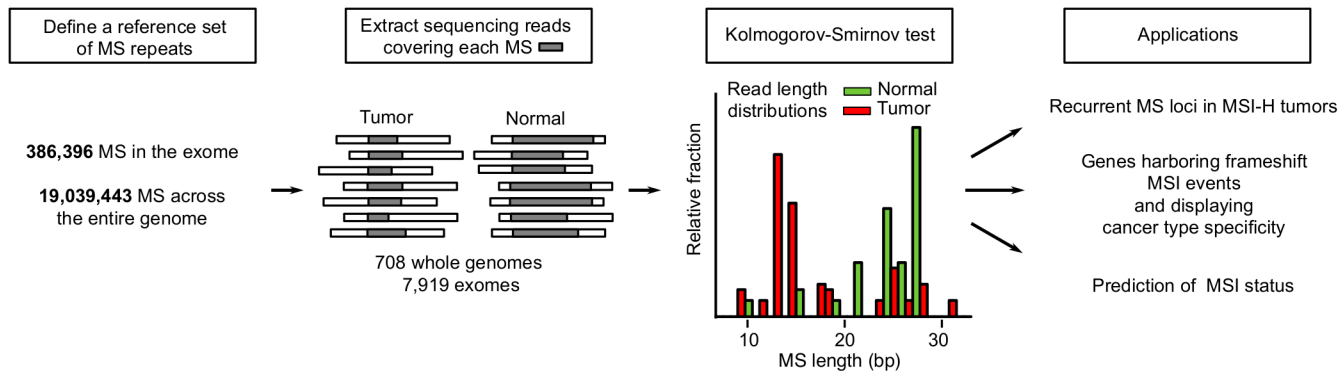 Define a reference set
of MS repeats
386,396 MS in the exome
19,039,443 MS across
the entire genome
Extract sequencing reads
covering each MS
Tumor
Normal
708 whole genomes
7,919 exomes
Kolmogorov-Smirnov test
Read length
distributions
Normal
Tumor
Relative fraction
10
20
30
MS length (bp)
Applications
Recurrent MS loci in MSI-H tumors
Genes harboring frameshift
MSI events
and displaying
cancer type specificity
Prediction of MSI status